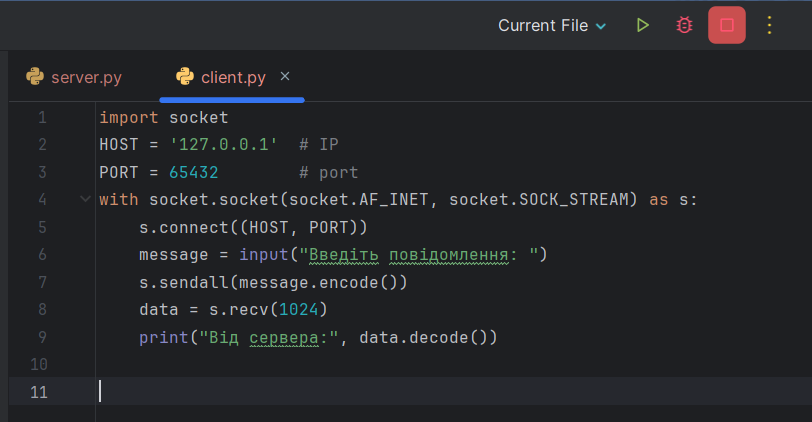 Current File
server.py client.py
1 import socket
2 HOST = '127.0.0.1'  # IP
3 PORT = 65432        # port
4 with socket.socket(socket.AF_INET, socket.SOCK_STREAM) as s:
5     s.connect((HOST, PORT))
6     message = input("Введіть повідомлення: ")
7     s.sendall(message.encode())
8     data = s.recv(1024)
9     print("Від сервера:", data.decode())
10
11